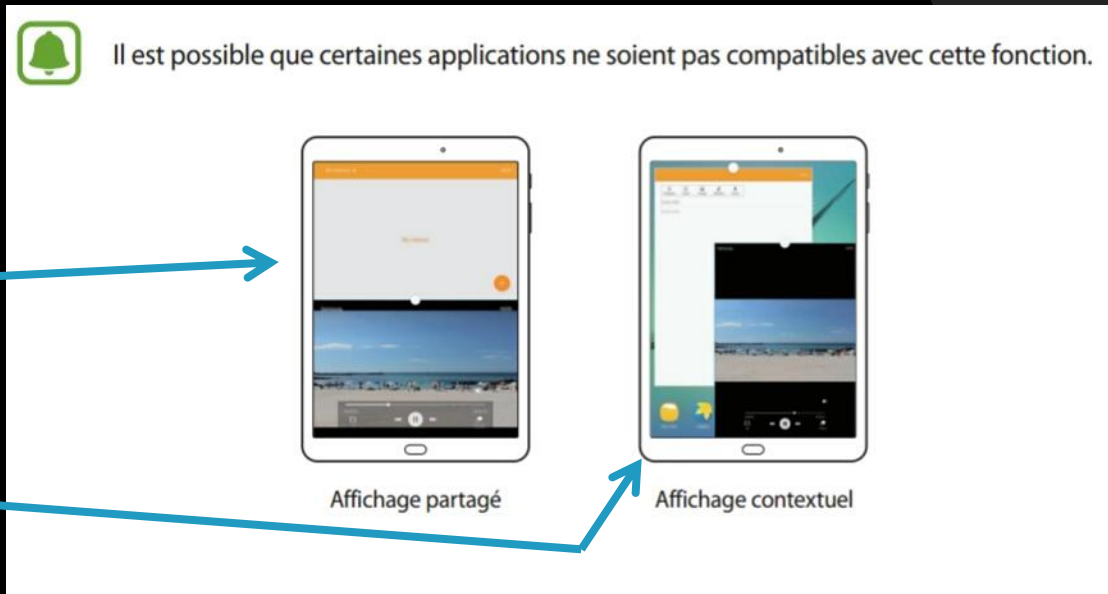 Il est possible que certaines applications ne soient pas compatibles avec cette fonction.
Affichage partagé
Affichage contextuel